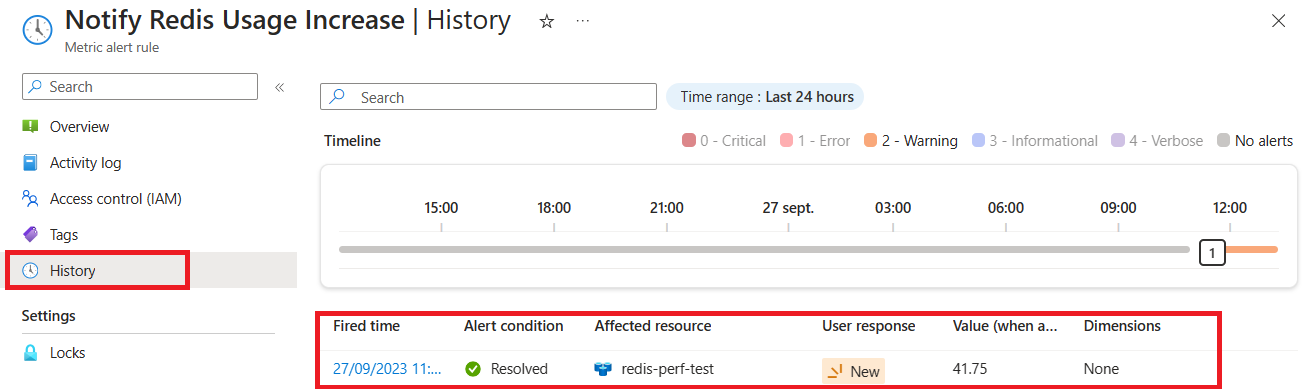 Notify Redis Usage Increase | History ☆ ···
Metric alert rule
Search «
Overview
Activity log
Access control (IAM)
Tags
History
Settings
Locks
Search Time range : Last 24 hours
Timeline 0 - Critical 1 - Error 2 - Warning 3 - Informational 4 - Verbose No alerts
15:00 18:00 21:00 27 sept. 03:00 06:00 09:00 12:00
1
Fired time Alert condition Affected resource User response Value (when a... Dimensions
27/09/2023 11:... Resolved redis-perf-test New 41.75 None